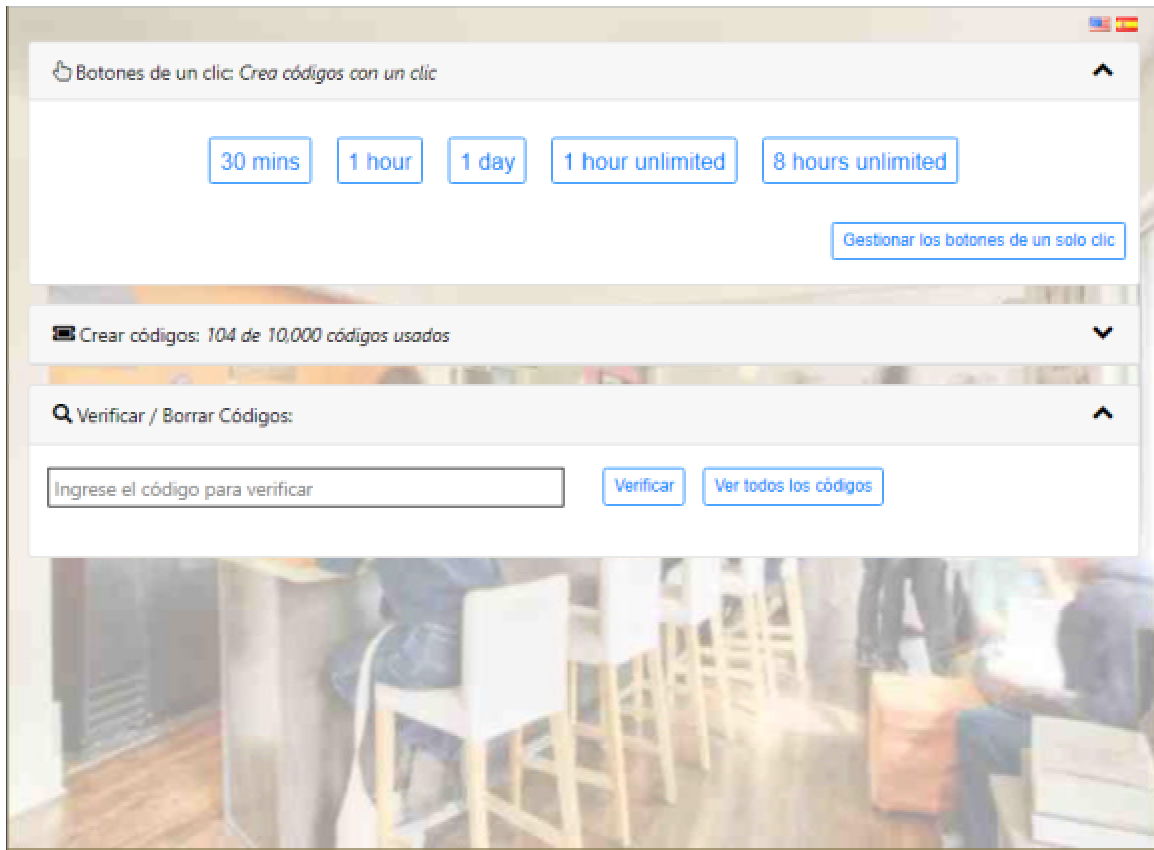 Botones de un clic: Crea códigos con un clic
30 mins 1 hour 1 day 1 hour unlimited 8 hours unlimited
Gestionar los botones de un solo clic
Crear códigos: 104 de 10,000 códigos usados
Verificar / Borrar Códigos:
Ingrese el código para verificar Verificar Ver todos los códigos